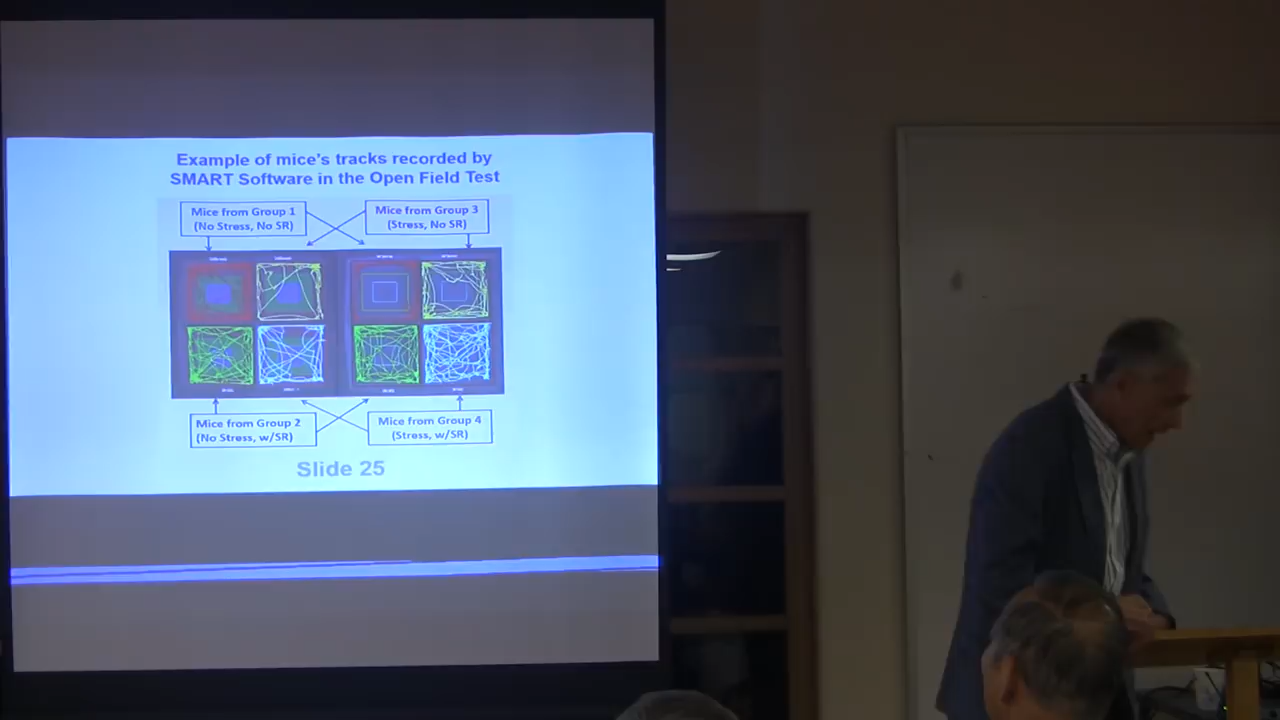 Example of mice's tracks recorded by
SMART Software in the Open Field Test
Mice from Group 1
(No Stress, No SR)
Mice from Group 3
(Stress, No SR)
Mice from Group 2
(No Stress, w/SR)
Mice from Group 4
(Stress, w/SR)
Slide 25